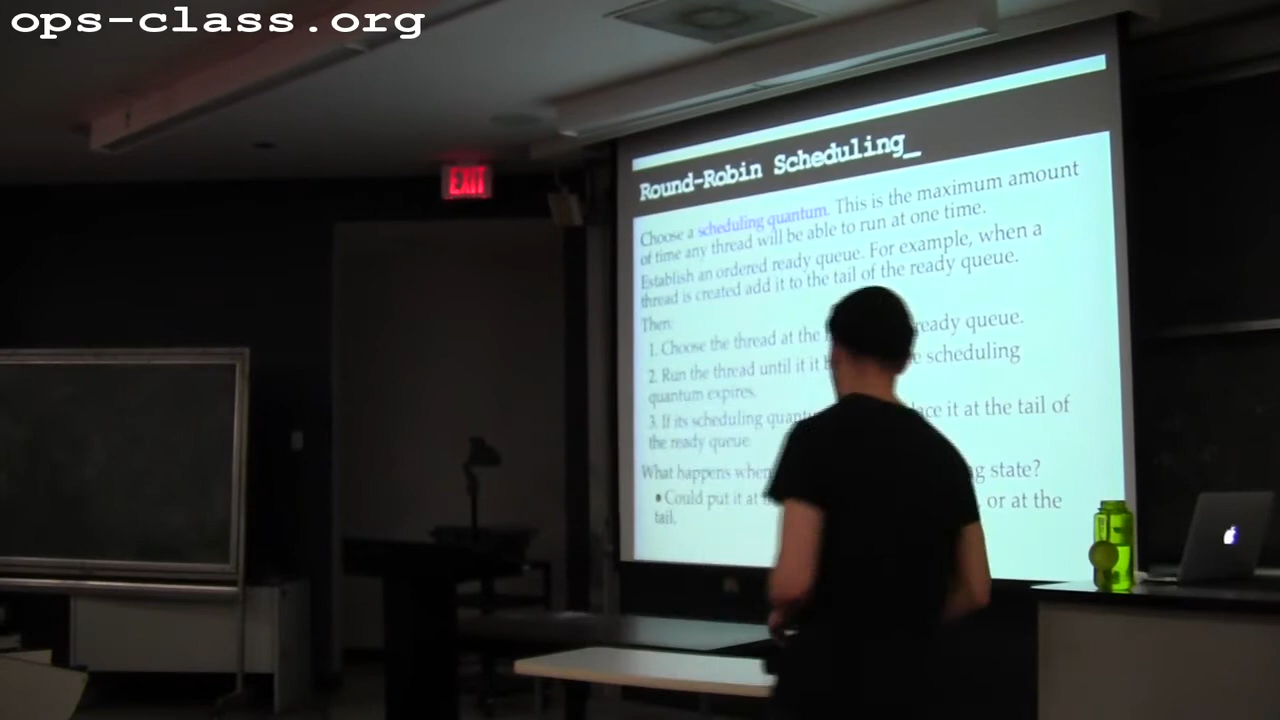 ops-class.org
EXIT
Round-Robin Scheduling_
Choose a scheduling quantum. This is the maximum amount
of time any thread will be able to run at one time.
Establish an ordered ready queue. For example, when a
thread is created add it to the tail of the ready queue.
Then:
1. Choose the thread at the ready queue.
2. Run the thread until it it scheduling
quantum expires.
3. If its scheduling it at the tail of
the ready queue.
What happens when state?
• Could put it at or at the
tail.